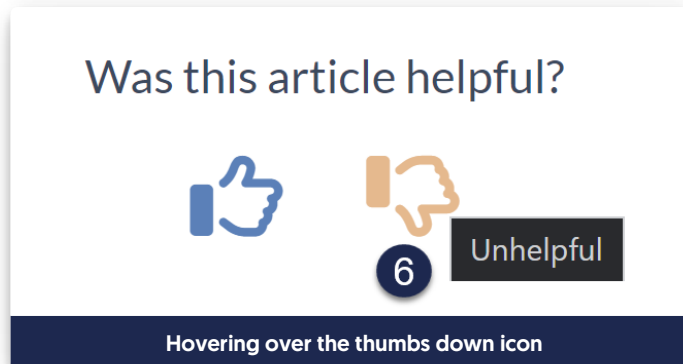 Was this article helpful?
6
Unhelpful
Hovering over the thumbs down icon